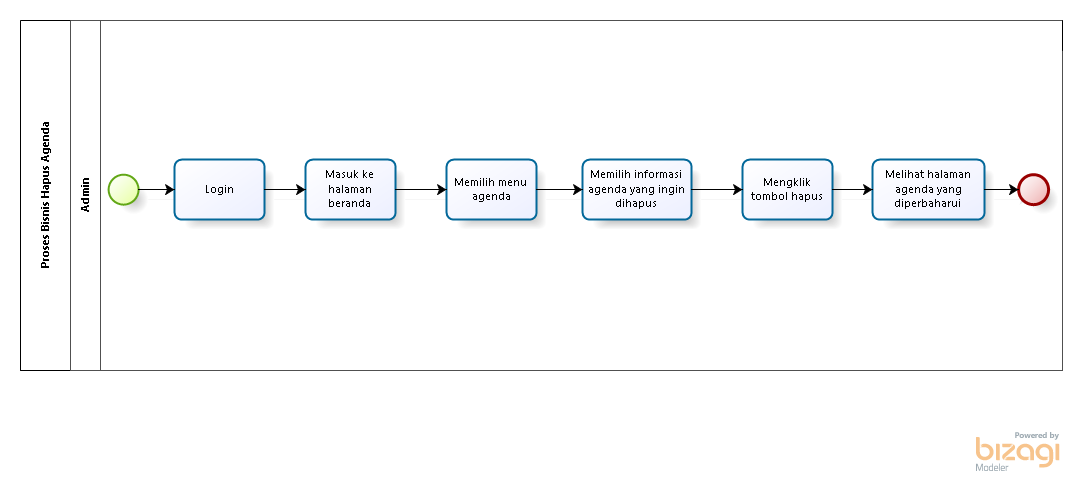 Proses Bisnis Hapus Agenda
Admin
Login
Masuk ke
halaman
beranda
Memilih menu
agenda
Memilih informasi
agenda yang ingin
dihapus
Mengklik
tombol hapus
Melihat halaman
agenda yang
diperbaharui
Powered by
bizagi
Modeler